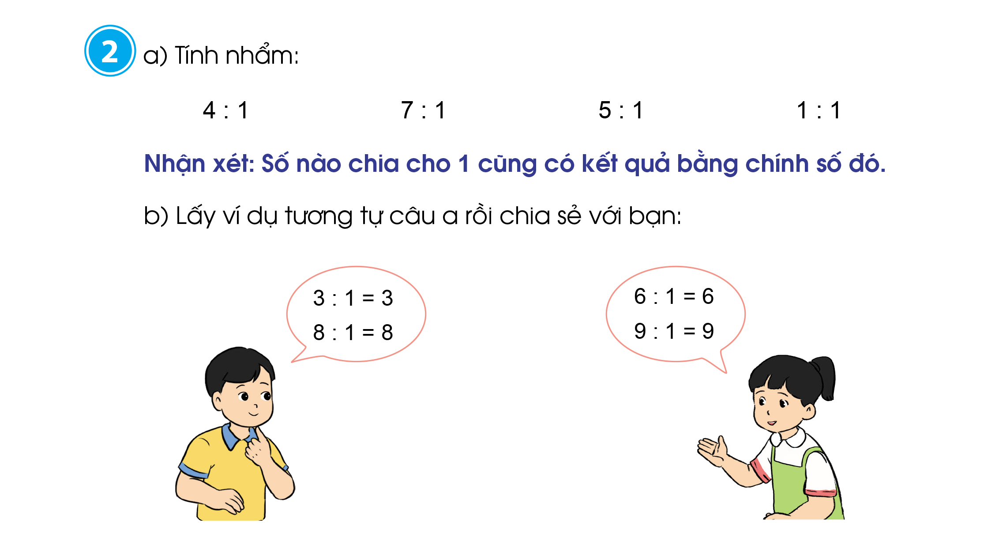 2
a) Tính nhẩm:
4 : 1 7 : 1 5 : 1 1 : 1
Nhận xét: Số nào chia cho 1 cũng có kết quả bằng chính số đó.
b) Lấy ví dụ tương tự câu a rồi chia sẻ với bạn:
3 : 1 = 3
8 : 1 = 8
6 : 1 = 6
9 : 1 = 9